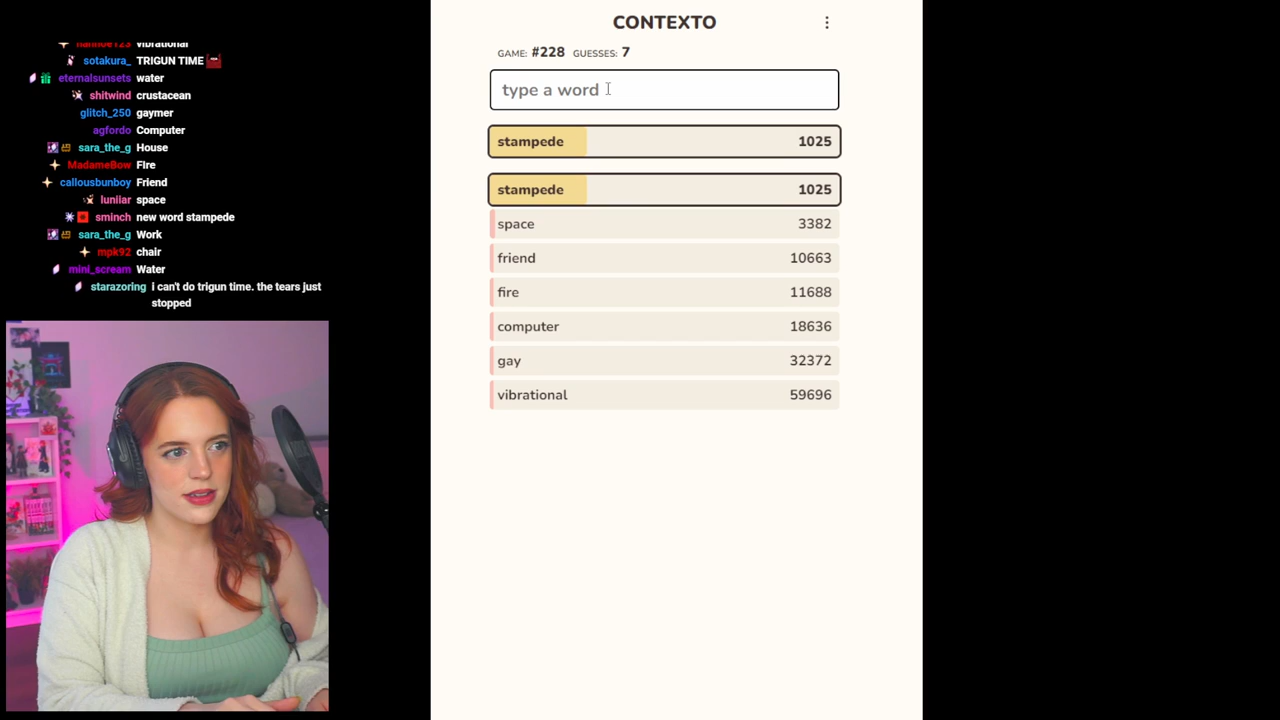 nannoe123 vibrational
sotakura_ TRIGUN TIME
eternalsunsets water
shitwind crustacean
glitch_250 gaymer
agfordo Computer
sara_the_g House
MadameBow FIre
callousbunboy Friend
lunilar space
sminch new word stampede
sara_the_g Work
mpk92 chair
mini_scream Water
starazoring i can't do trigun time. the tears just
stopped
CONTEXTO
GAME: #228 GUESSES: 7
type a word
stampede 1025
stampede 1025
space 3382
friend 10663
fire 11688
computer 18636
gay 32372
vibrational 59696